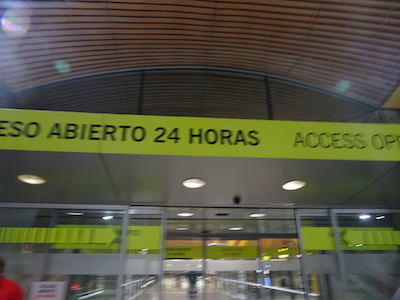 ESO ABIERTO 24 HORAS ACCESS OP